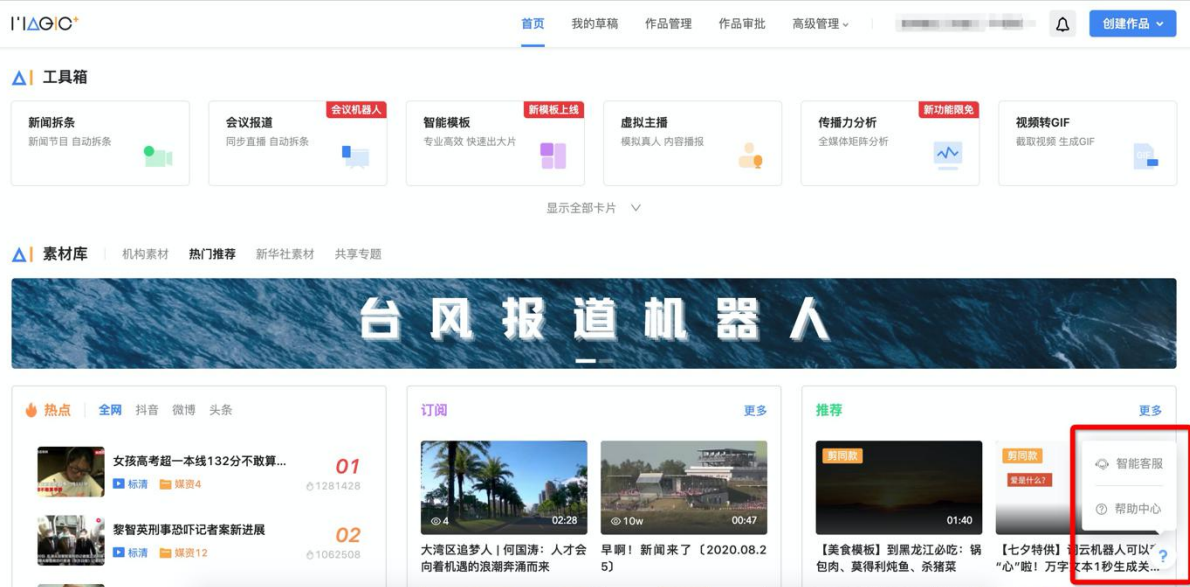 MAGIC+
首页
我的草稿
作品管理
作品审批
高级管理
创建作品
工具箱
新闻拆条
新闻节目 自动拆条
会议机器人
会议报道
同步直播 自动拆条
新模板上线
智能模板
专业高效 快速出大片
虚拟主播
模拟真人 内容播报
新功能限免
传播力分析
全媒体矩阵分析
视频转GIF
截取视频 生成GIF
显示全部卡片
素材库
机构素材
热门推荐
新华社素材
共享专题
台风报道机器人
热点
全网
抖音
微博
头条
女孩高考超一本线132分不敢算...
标清
媒资4
01
1281428
黎智英刑事恐吓记者案新进展
标清
媒资12
02
1062508
订阅
更多
4
02:28
大湾区追梦人 | 何国涛：人才会
向着机遇的浪潮奔涌而来
10w
00:47
早啊！新闻来了〔2020.08.2
5〕
推荐
更多
剪同款
01:40
【美食模板】到黑龙江必吃：锅
包肉、莫得利炖鱼、杀猪菜
剪同款
爱是什么?
【七夕特供】词云机器人可以
“心”啦！万字文本1秒生成关...
智能客服
帮助中心
?